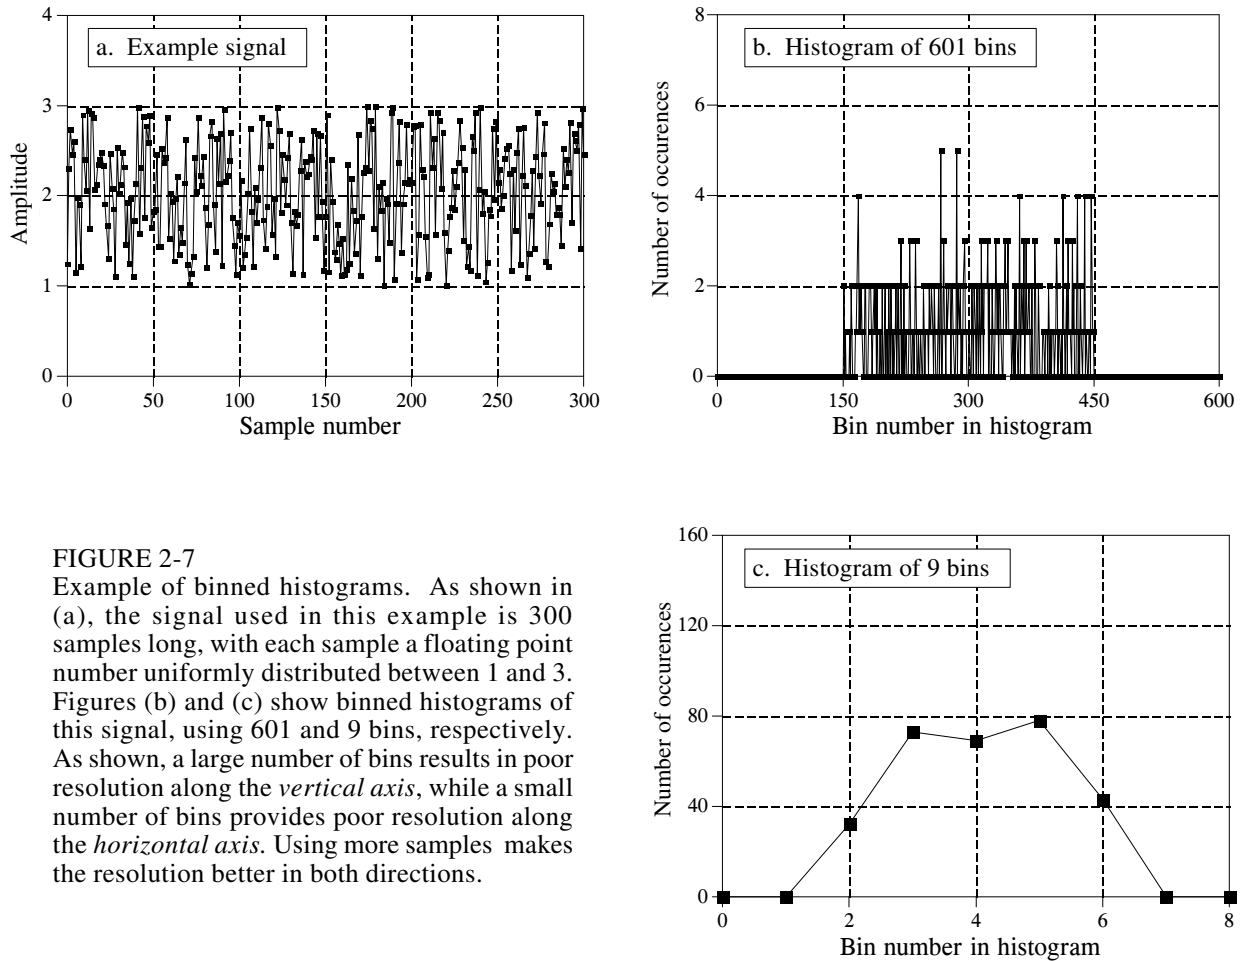 a. Example signal
4
3
2
1
0
Amplitude
0 50 100 150 200 250 300
Sample number
b. Histogram of 601 bins
8
6
4
2
0
Number of occurences
0 150 300 450 600
Bin number in histogram
FIGURE 2-7
Example of binned histograms. As shown in
(a), the signal used in this example is 300
samples long, with each sample a floating point
number uniformly distributed between 1 and 3.
Figures (b) and (c) show binned histograms of
this signal, using 601 and 9 bins, respectively.
As shown, a large number of bins results in poor
resolution along the vertical axis, while a small
number of bins provides poor resolution along
the horizontal axis. Using more samples makes
the resolution better in both directions.
c. Histogram of 9 bins
160
120
80
40
0
Number of occurences
0 2 4 6 8
Bin number in histogram